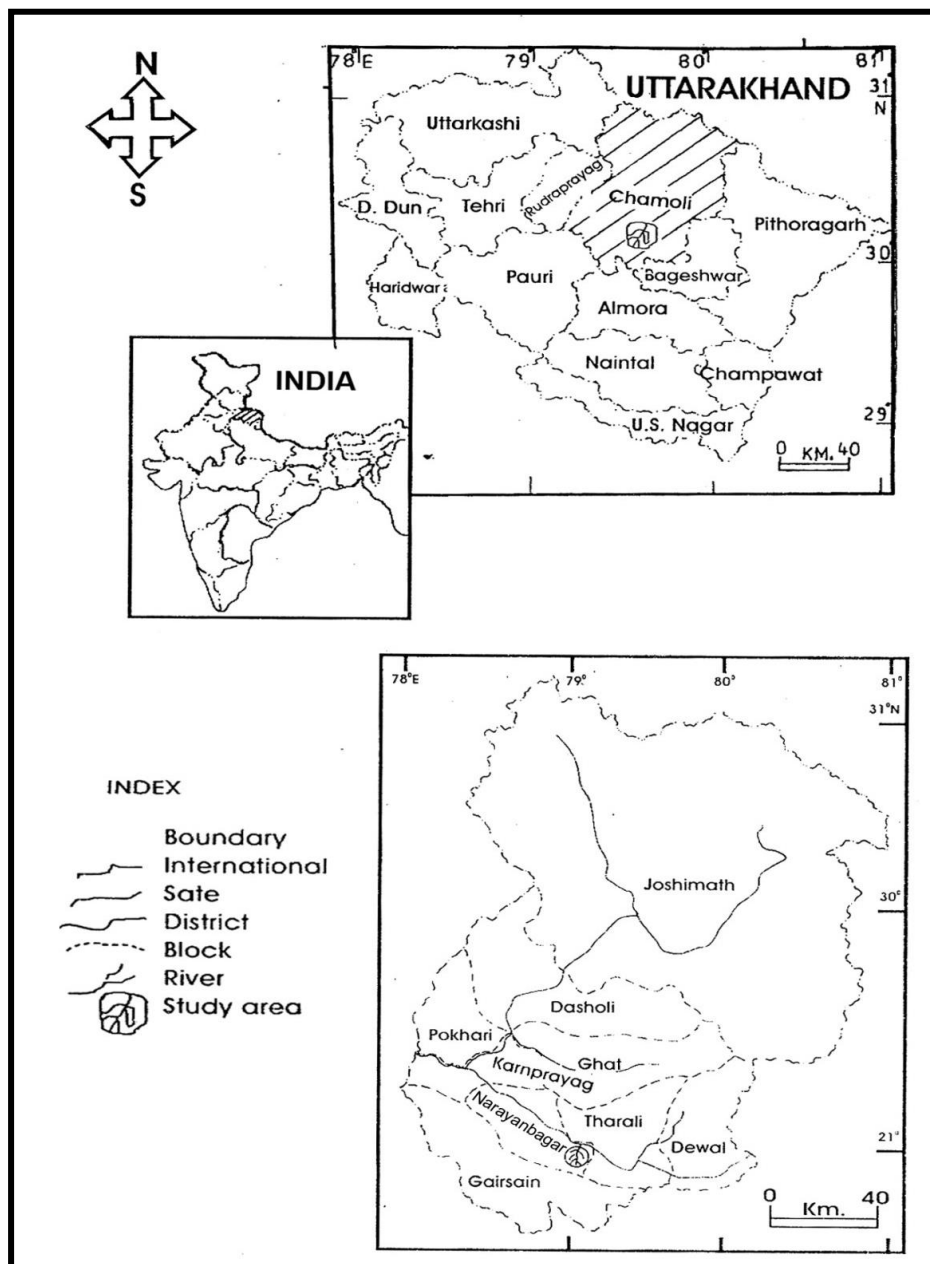 N
S
78°E 79 80 81
UTTARAKHAND 31
N
Uttarkashi
Rudraprayag
Chamoli
D. Dun Tehri
Pithoragarh
30
Haridwar Pauri Bageshwar
Almora
Naintal
Champawat
29
U.S. Nagar
0 KM. 40
INDIA
78°E 79° 80° 81°
31°N
Joshimath
30°
Dasholi
Pokhari
Ghat
Karnprayag
Narayanbagar
Tharali
Dewal
21°
Gairsain
0 40
Km.
INDEX
Boundary
International
Sate
District
Block
River
Study area